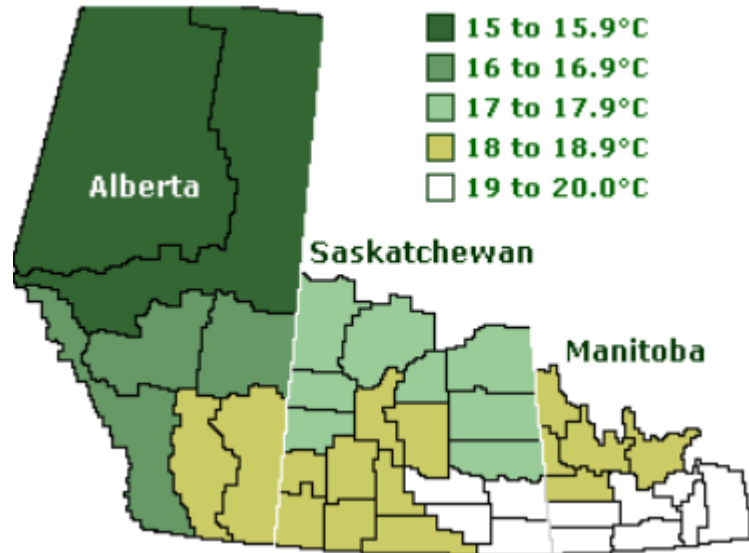 15 to 15.9°C
16 to 16.9°C
17 to 17.9°C
18 to 18.9°C
19 to 20.0°C
Alberta
Saskatchewan
Manitoba